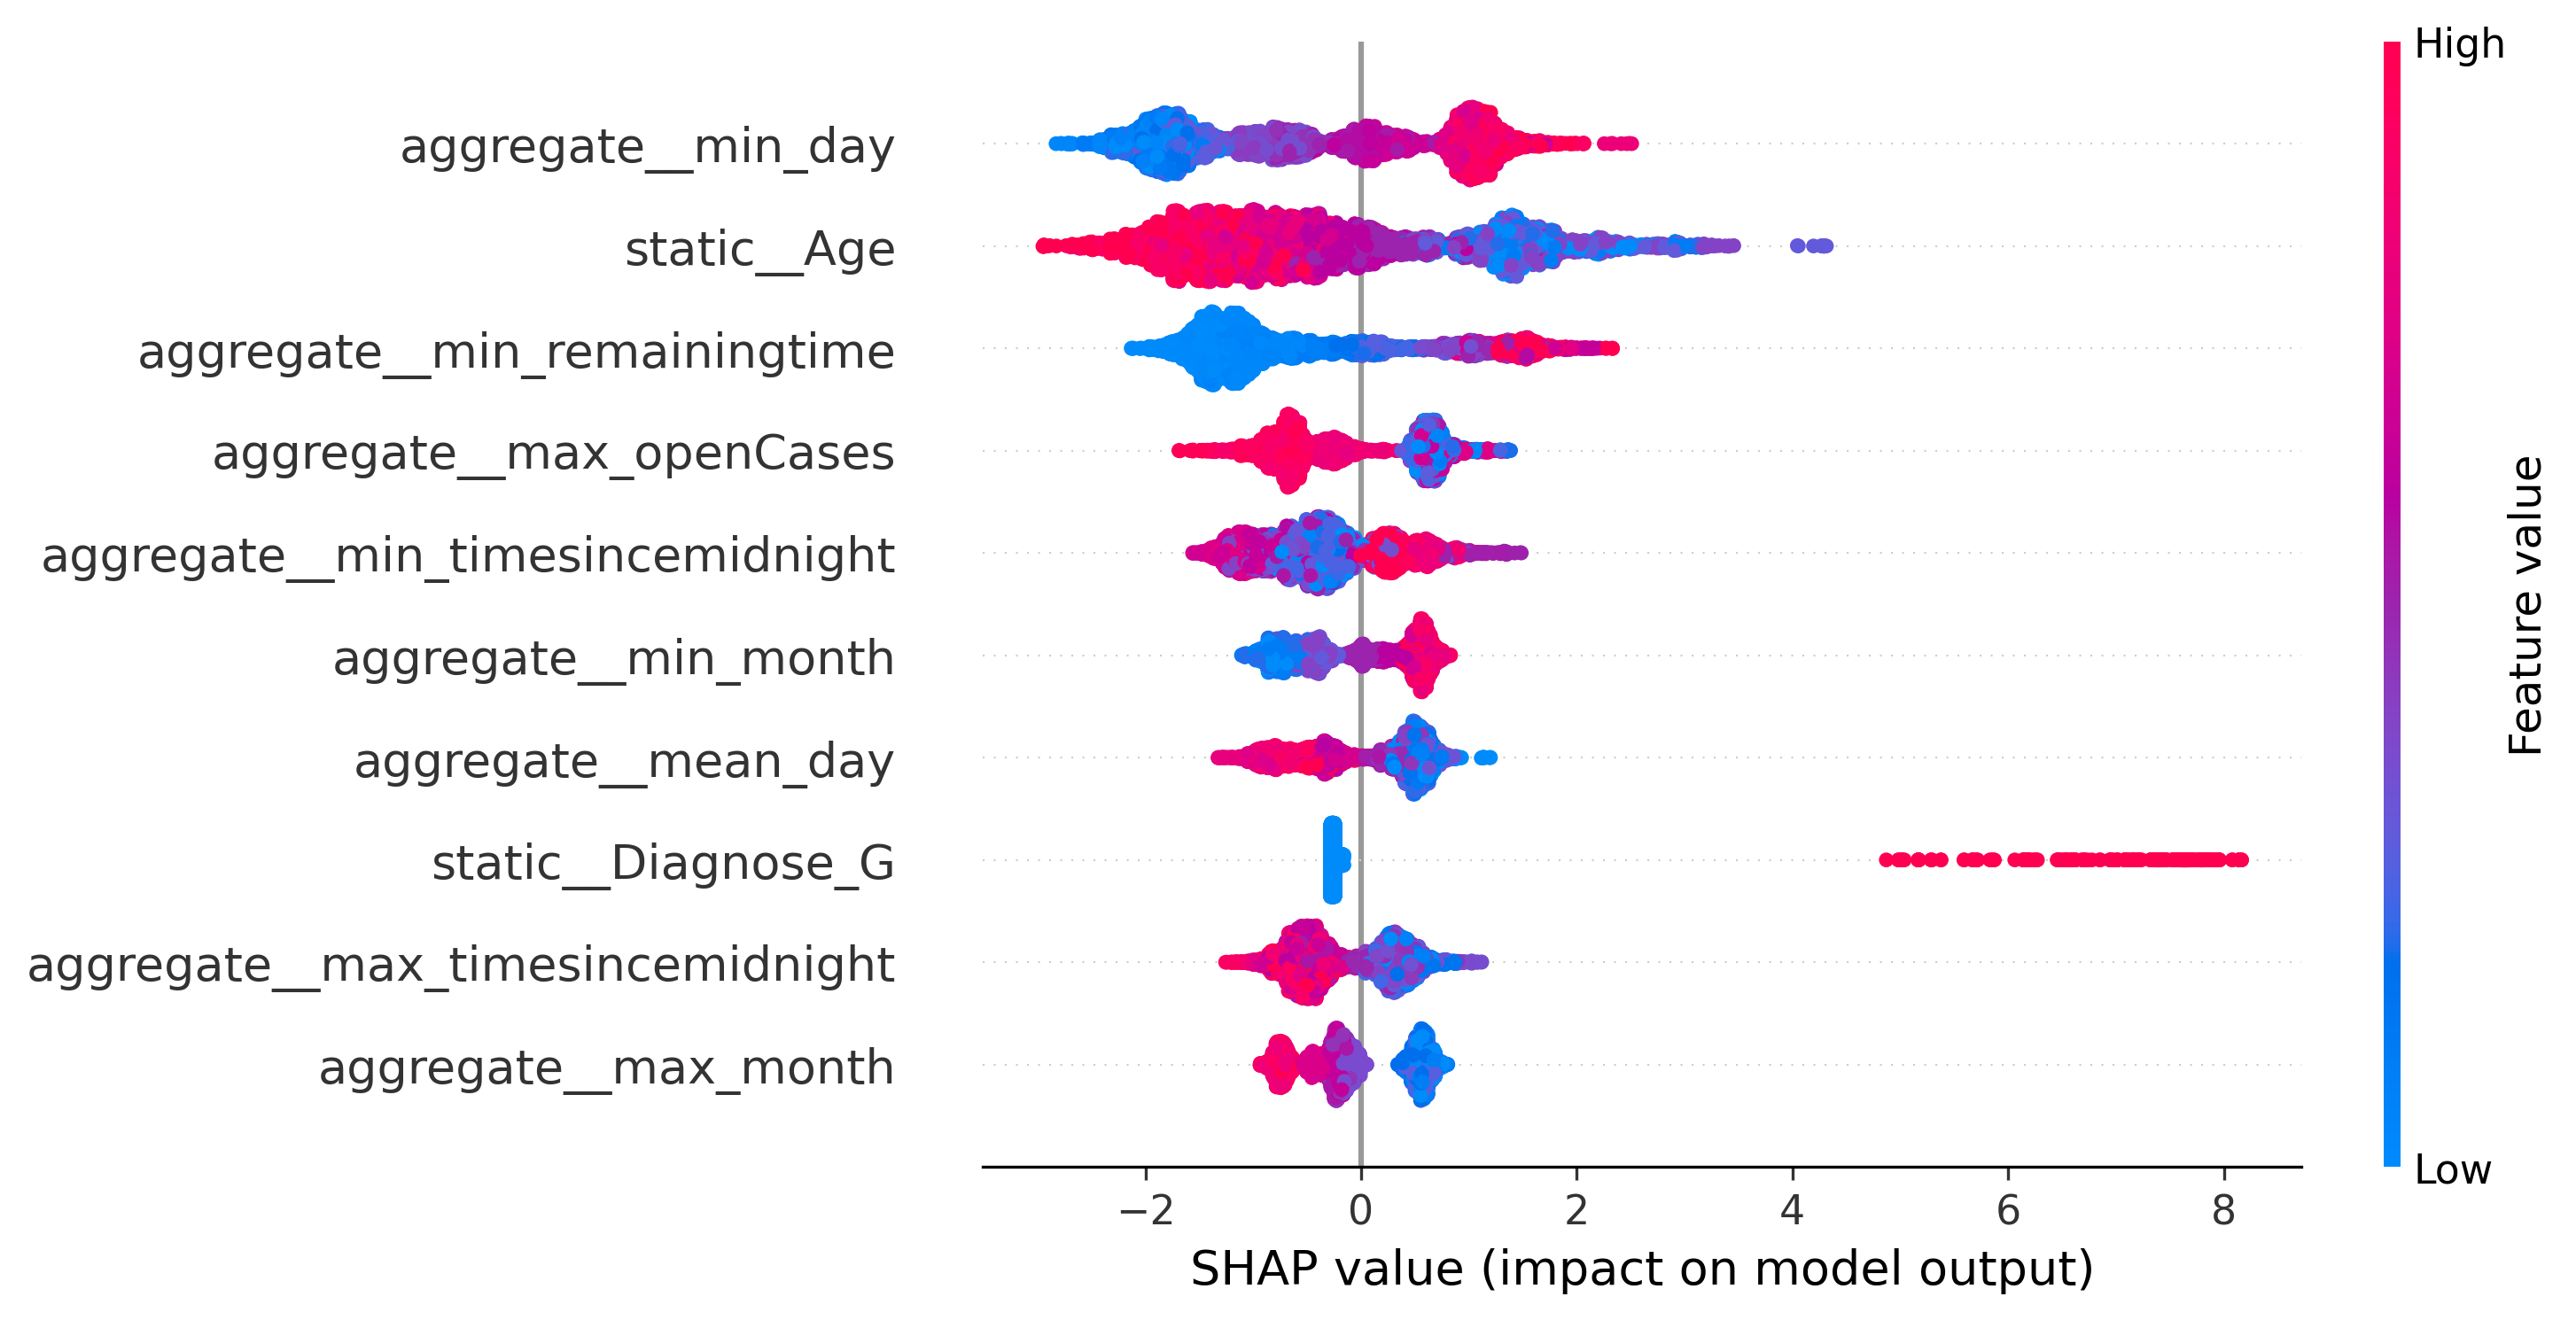 High
aggregate__min_day
static__Age
aggregate__min_remainingtime
aggregate__max_openCases
aggregate__min_timesincemidnight
aggregate__min_month
aggregate__mean_day
static__Diagnose_G
aggregate__max_timesincemidnight
aggregate__max_month
Feature value
Low
−2 0 2 4 6 8
SHAP value (impact on model output)